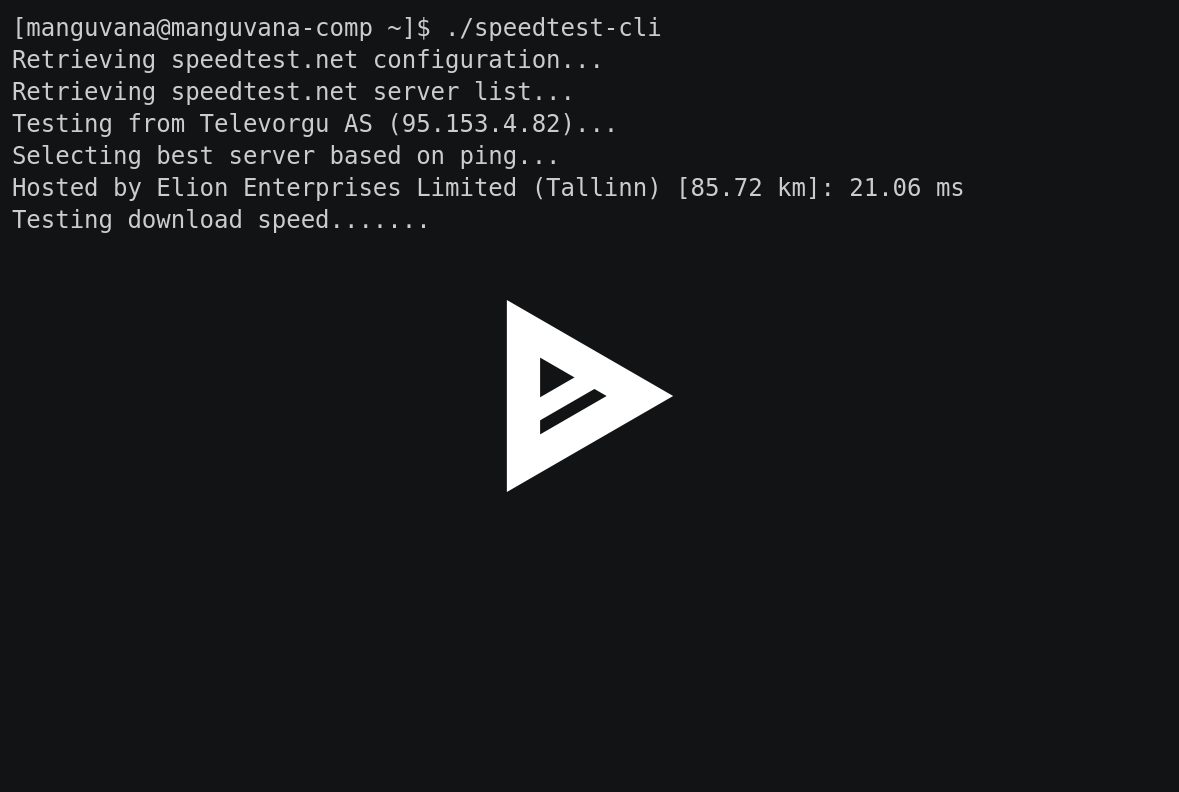 [manguvana@manguvana-comp ~]$ ./speedtest-cli
Retrieving speedtest.net configuration...
Retrieving speedtest.net server list...
Testing from Televorgu AS (95.153.4.82)...
Selecting best server based on ping...
Hosted by Elion Enterprises Limited (Tallinn) [85.72 km]: 21.06 ms
Testing download speed.......